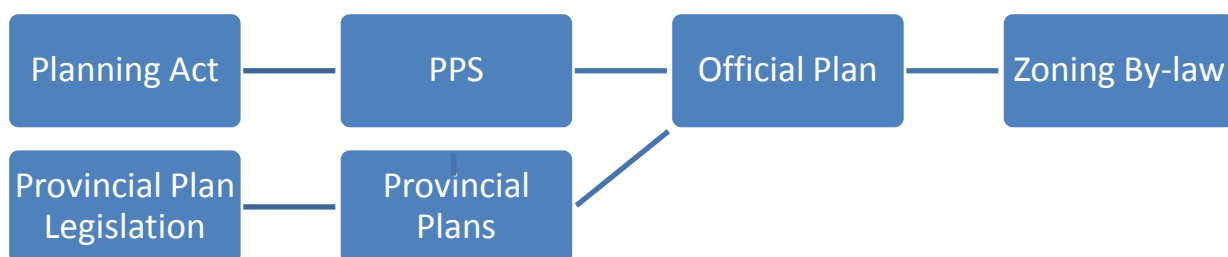 Planning Act
PPS
Official Plan
Zoning By-law
Provincial Plan
Legislation
Provincial
Plans